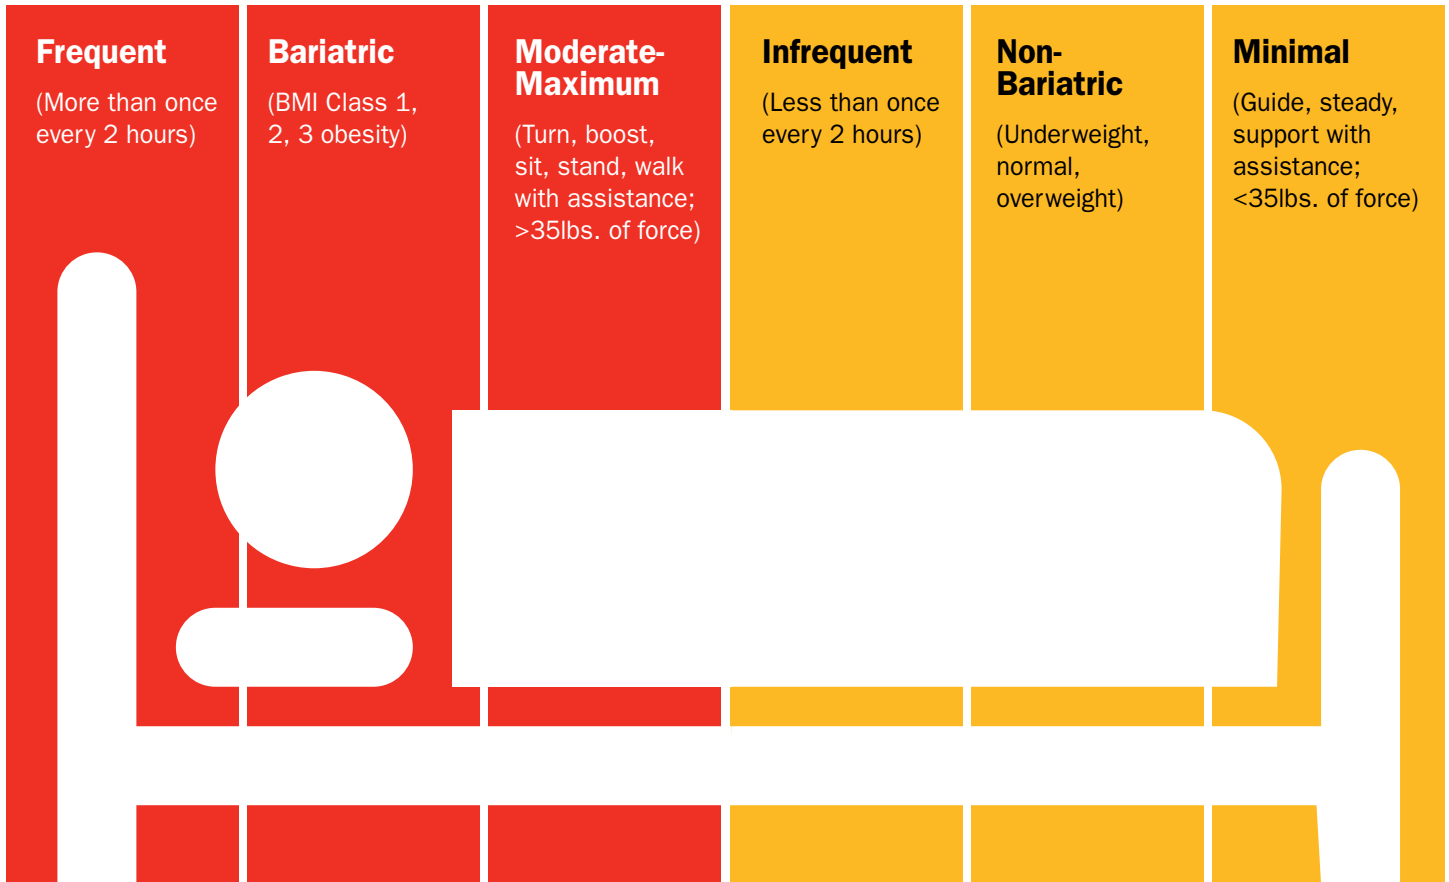 Frequent
(More than once
every 2 hours)
Bariatric
(BMI Class 1,
2, 3 obesity)
Moderate-
Maximum
(Turn, boost,
sit, stand, walk
with assistance;
>35lbs. of force)
Infrequent
(Less than once
every 2 hours)
Non-
Bariatric
(Underweight,
normal,
overweight)
Minimal
(Guide, steady,
support with
assistance;
<35lbs. of force)